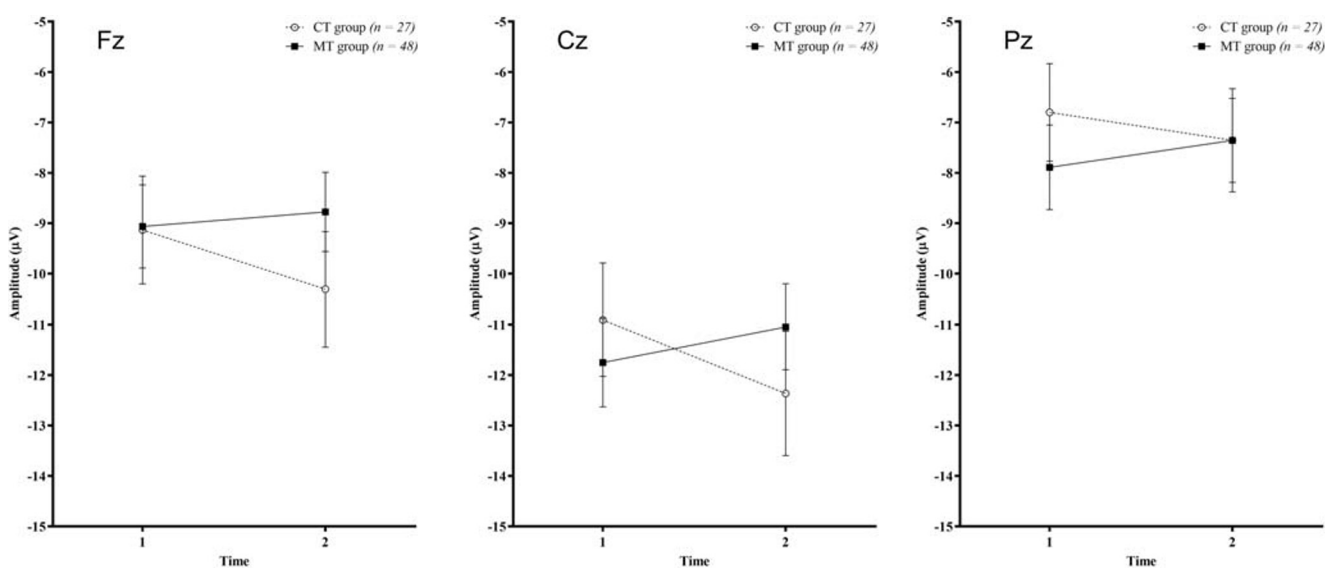 Fz
CT group (n = 27)
MT group (n = 48)
-5
-6
-7
-8
-9
-10
-11
-12
-13
-14
-15
Amplitude (µV)
1
2
Time
Cz
CT group (n = 27)
MT group (n = 48)
-5
-6
-7
-8
-9
-10
-11
-12
-13
-14
-15
Amplitude (µV)
1
2
Time
Pz
CT group (n = 27)
MT group (n = 48)
-5
-6
-7
-8
-9
-10
-11
-12
-13
-14
-15
Amplitude (µV)
1
2
Time